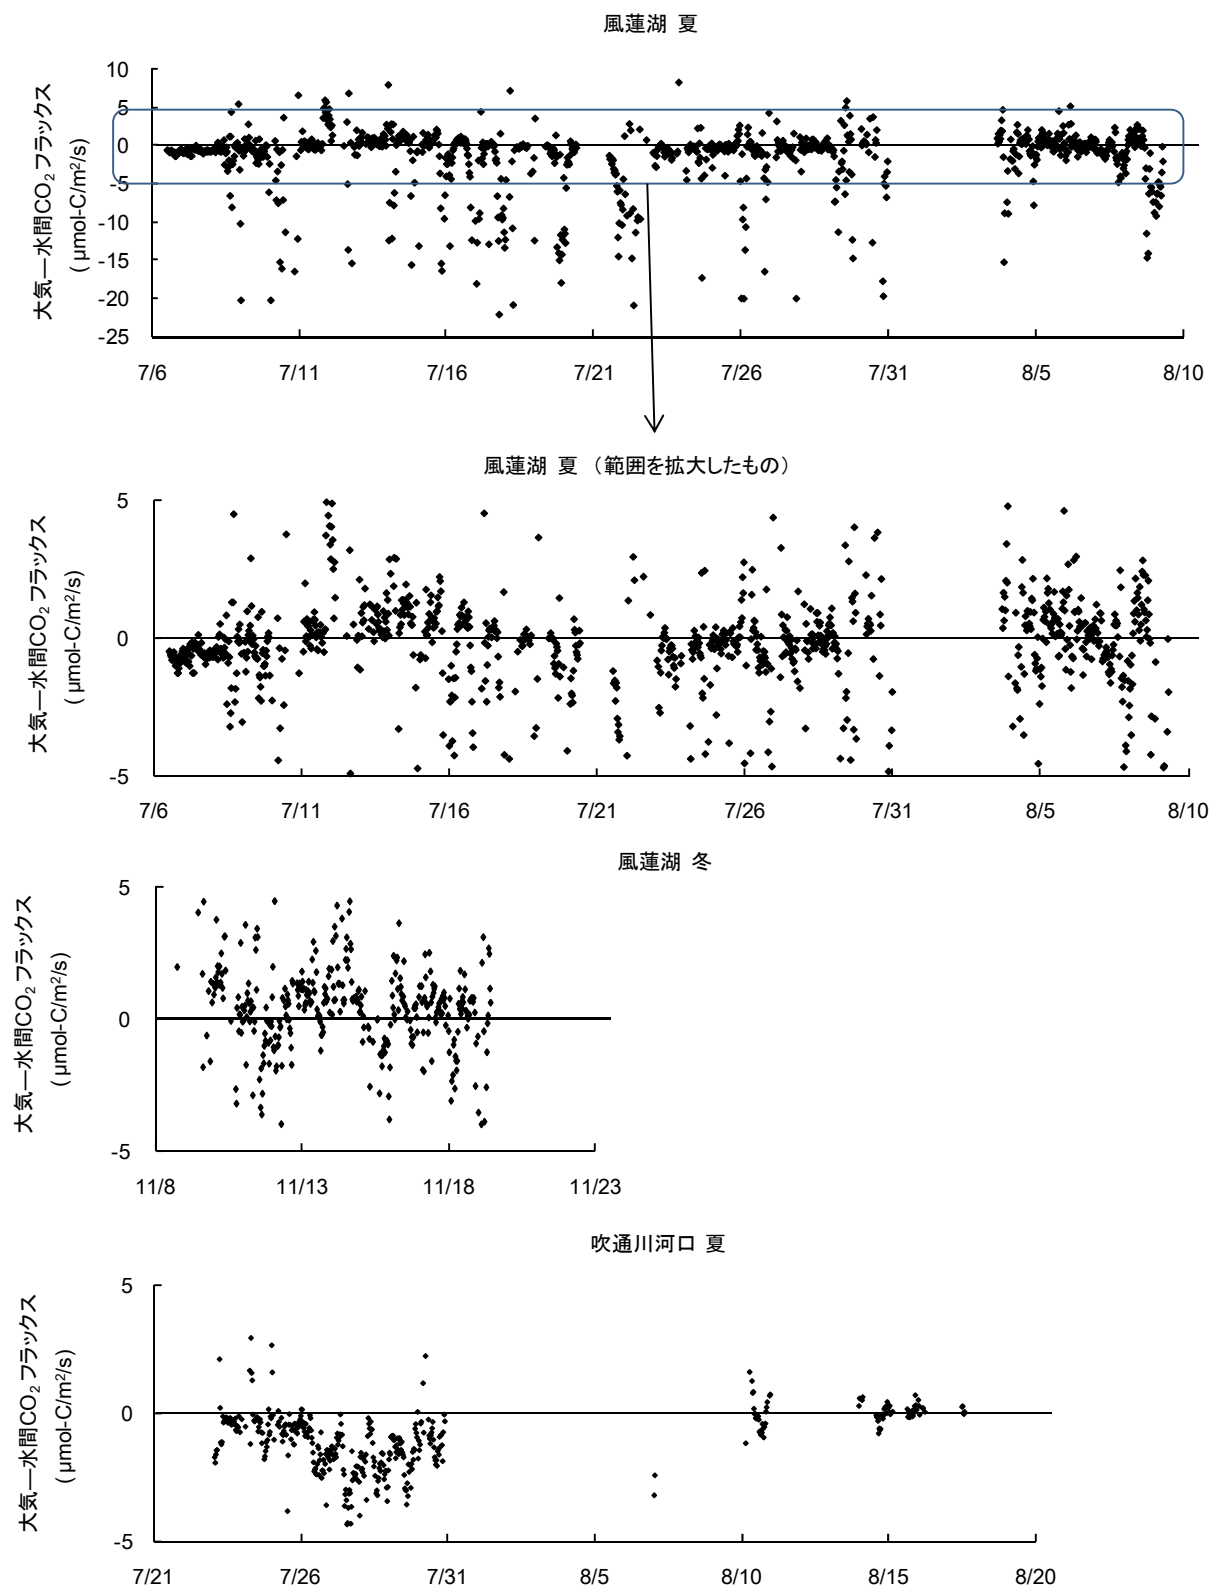 風蓮湖 夏
大気―水間CO₂フラックス
( µmol-C/m²/s)
10
5
0
-5
-10
-15
-20
-25
7/6 7/11 7/16 7/21 7/26 7/31 8/5 8/10
風蓮湖 夏 (範囲を拡大したもの)
大気―水間CO₂フラックス
( µmol-C/m²/s)
5
0
-5
7/6 7/11 7/16 7/21 7/26 7/31 8/5 8/10
風蓮湖 冬
大気―水間CO₂フラックス
( µmol-C/m²/s)
5
0
-5
11/8 11/13 11/18 11/23
吹通川河口 夏
大気―水間CO₂フラックス
( µmol-C/m²/s)
5
0
-5
7/21 7/26 7/31 8/5 8/10 8/15 8/20